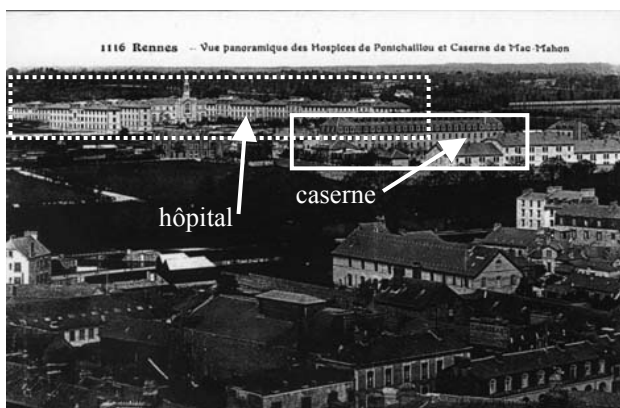 1116 Rennes – Vue panoramique des Hospices de Pontchaillou et Caserne de Mac-Mahon
hôpital
caserne